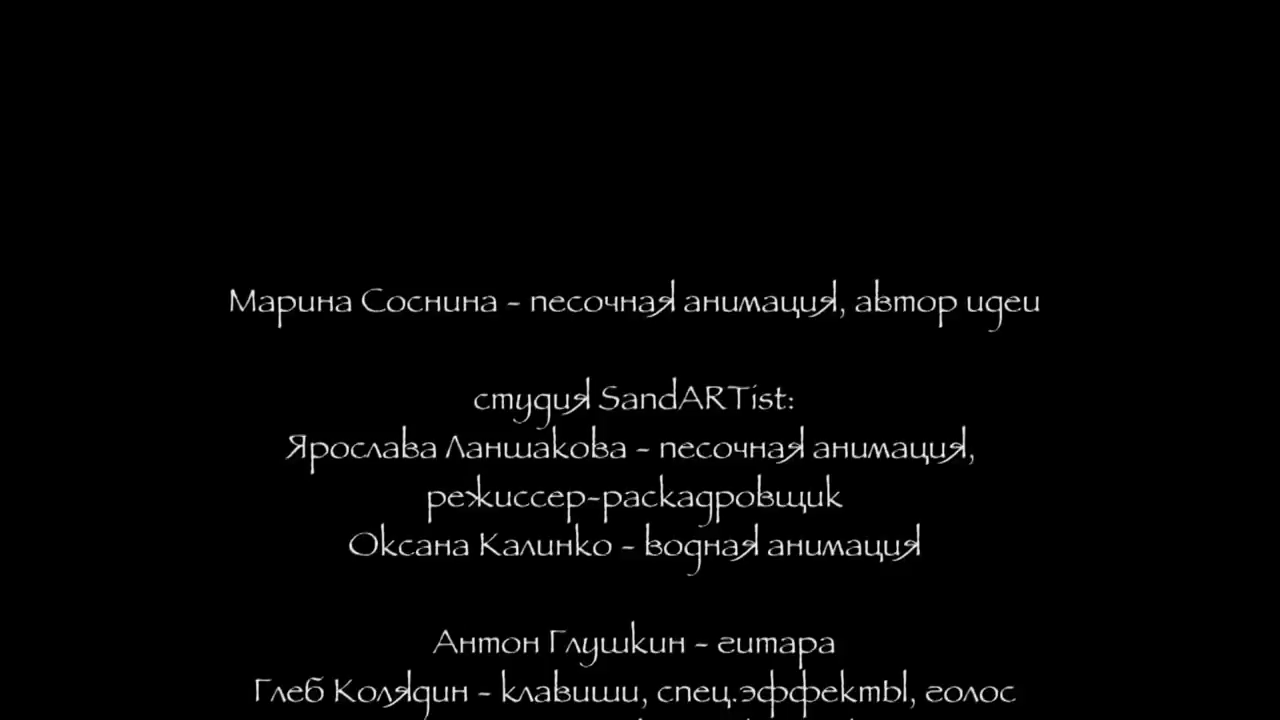 Марина Соснина - песочная анимация, автор идеи
студия SandARTist:
Ярослава Ланшакова - песочная анимация,
режиссер-раскадровщик
Оксана Калинко - водная анимация
Антон Глушкин - гитара
Глеб Колядин - клавиши, спец.эффекты, голос